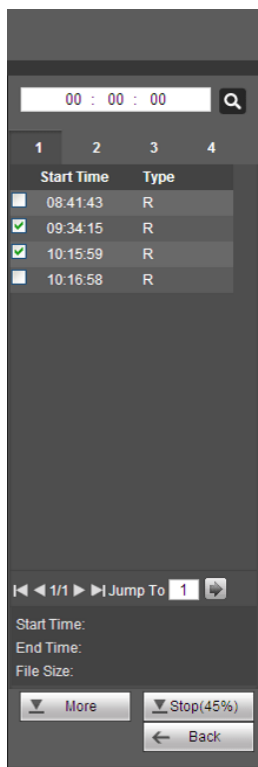 00 : 00 : 00
1 2 3 4
Start Time Type
08:41:43 R
09:34:15 R
10:15:59 R
10:16:58 R
1/1 Jump To 1
Start Time:
End Time:
File Size:
More Stop(45%)
Back